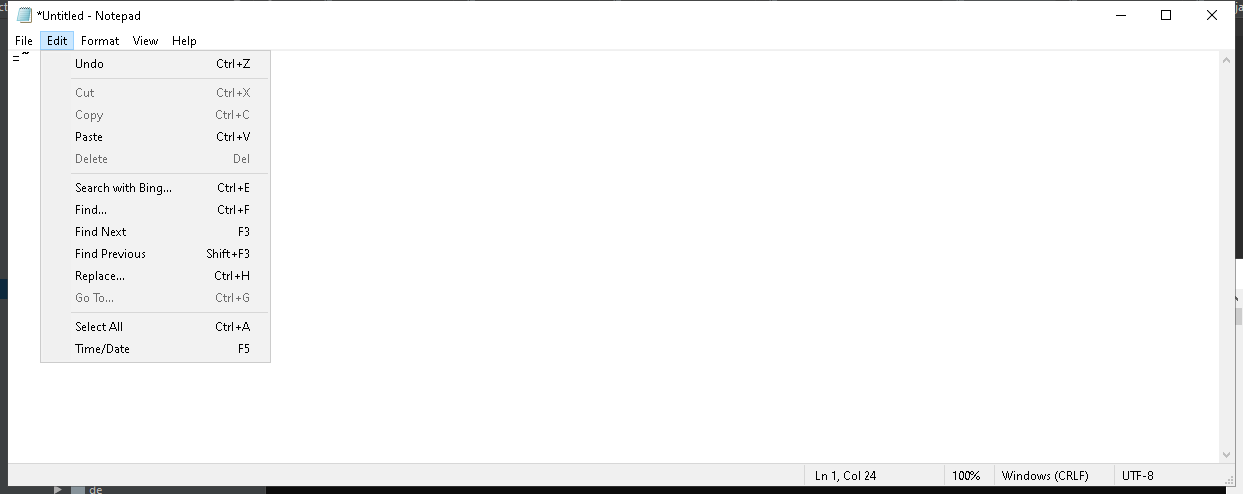 *Untitled - Notepad
File Edit Format View Help
=~
Undo Ctrl+Z
Cut Ctrl+X
Copy Ctrl+C
Paste Ctrl+V
Delete Del
Search with Bing... Ctrl+E
Find... Ctrl+F
Find Next F3
Find Previous Shift+F3
Replace... Ctrl+H
Go To... Ctrl+G
Select All Ctrl+A
Time/Date F5
Ln 1, Col 24 100% Windows (CRLF) UTF-8
de